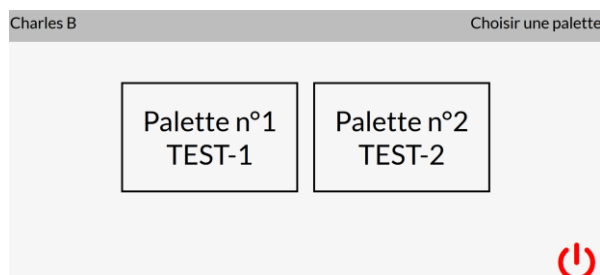 Charles B
Choisir une palette
Palette n°1
TEST-1
Palette n°2
TEST-2